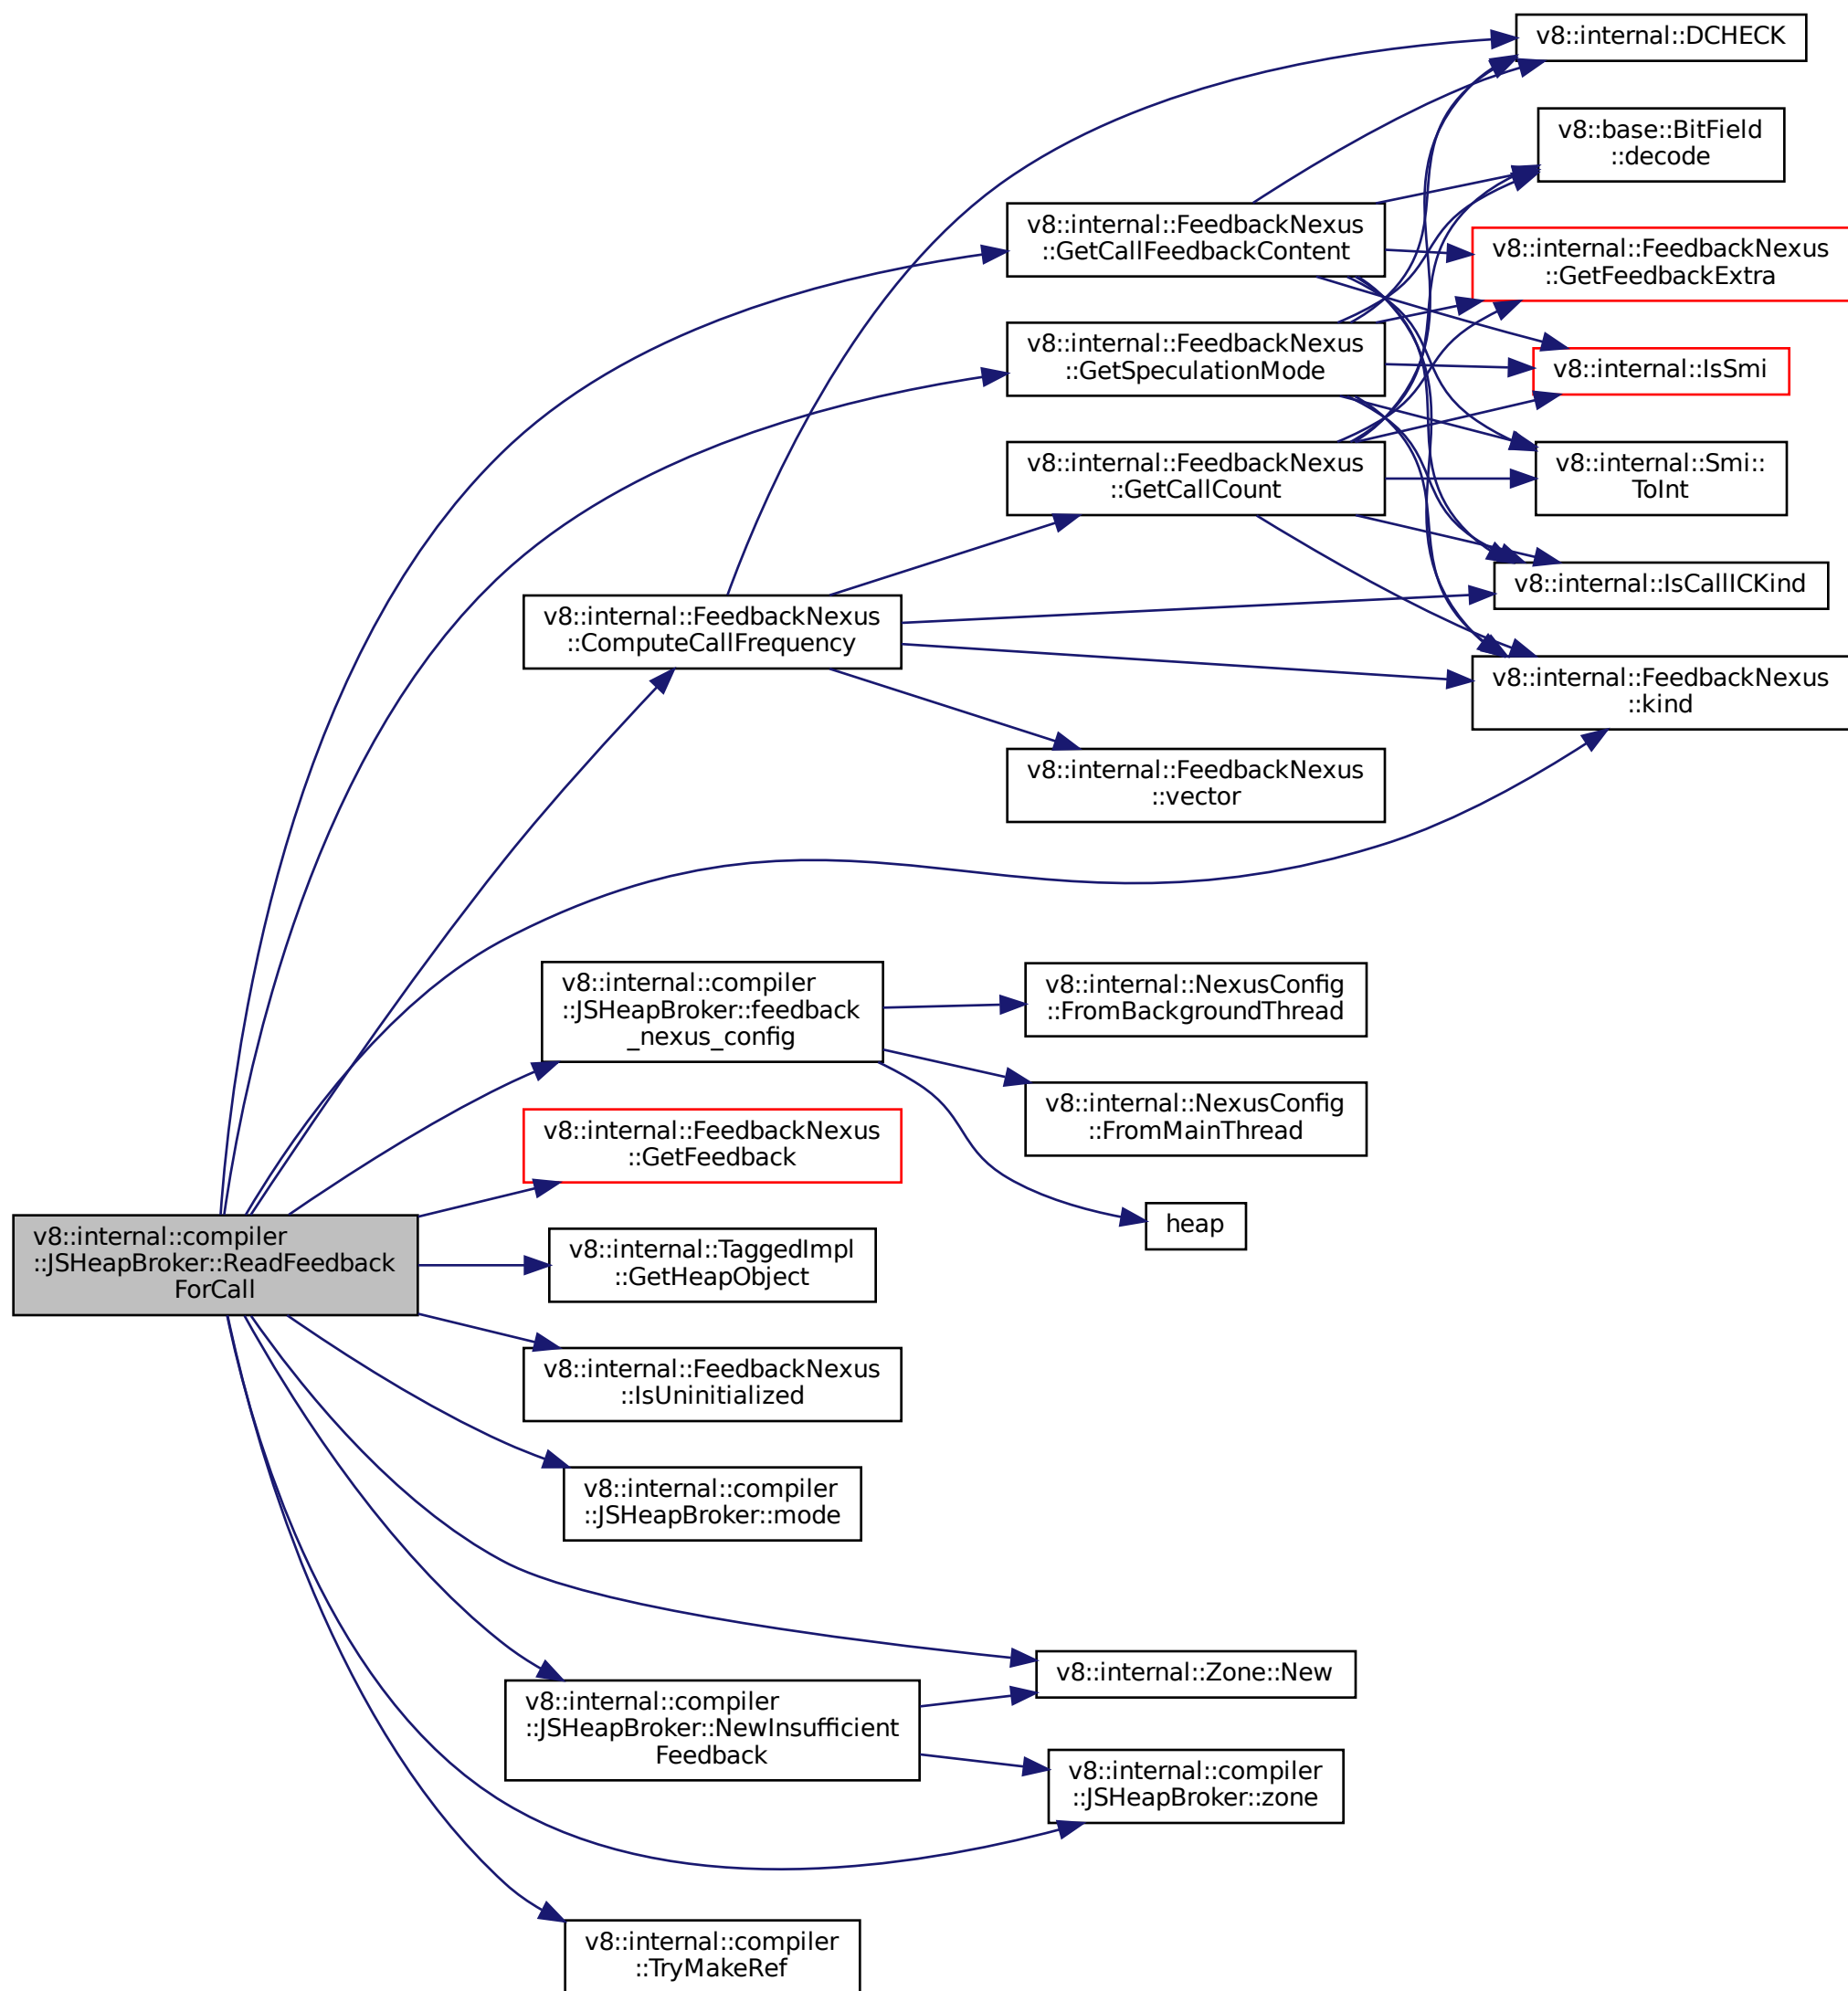 v8::internal::DCHECK
v8::base::BitField
::decode
v8::internal::FeedbackNexus
::GetCallFeedbackContent
v8::internal::FeedbackNexus
::GetFeedbackExtra
v8::internal::FeedbackNexus
::GetSpeculationMode
v8::internal::IsSmi
v8::internal::FeedbackNexus
::GetCallCount
v8::internal::Smi::
ToInt
v8::internal::IsCallICKind
v8::internal::FeedbackNexus
::ComputeCallFrequency
v8::internal::FeedbackNexus
::kind
v8::internal::FeedbackNexus
::vector
v8::internal::compiler
::JSHeapBroker::feedback
_nexus_config
v8::internal::NexusConfig
::FromBackgroundThread
v8::internal::NexusConfig
::FromMainThread
v8::internal::FeedbackNexus
::GetFeedback
heap
v8::internal::compiler
::JSHeapBroker::ReadFeedback
ForCall
v8::internal::TaggedImpl
::GetHeapObject
v8::internal::FeedbackNexus
::IsUninitialized
v8::internal::compiler
::JSHeapBroker::mode
v8::internal::Zone::New
v8::internal::compiler
::JSHeapBroker::NewInsufficient
Feedback
v8::internal::compiler
::JSHeapBroker::zone
v8::internal::compiler
::TryMakeRef